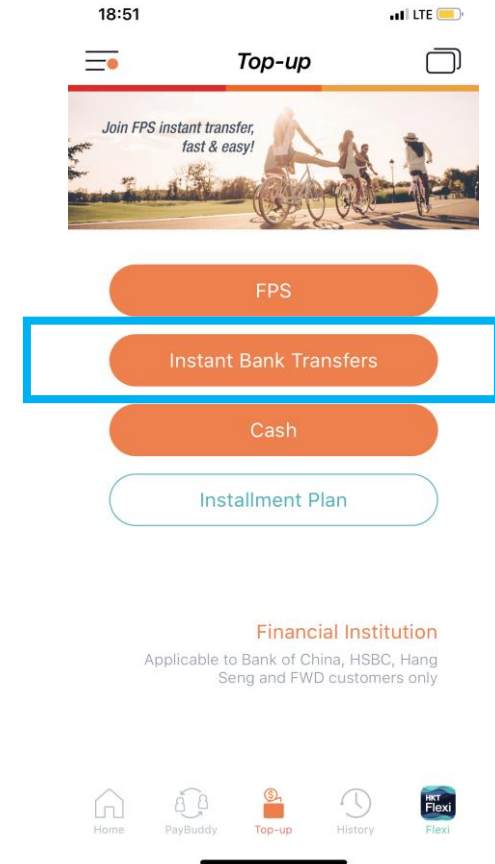 18:51
LTE
Top-up
Join FPS instant transfer,
fast & easy!
FPS
Instant Bank Transfers
Cash
Installment Plan
Financial Institution
Applicable to Bank of China, HSBC, Hang
Seng and FWD customers only
HKT
Flexi
Home PayBuddy Top-up History Flexi